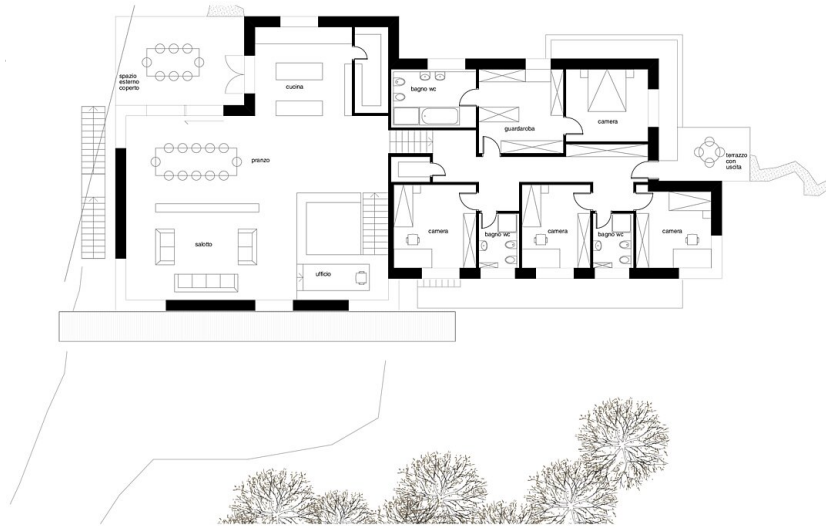 spazio
esterno
coperto
cucina
bagno wc
guardaroba
camera
terrazzo
con
uscita
pranzo
camera
bagno wc
camera
bagno wc
camera
salotto
ufficio